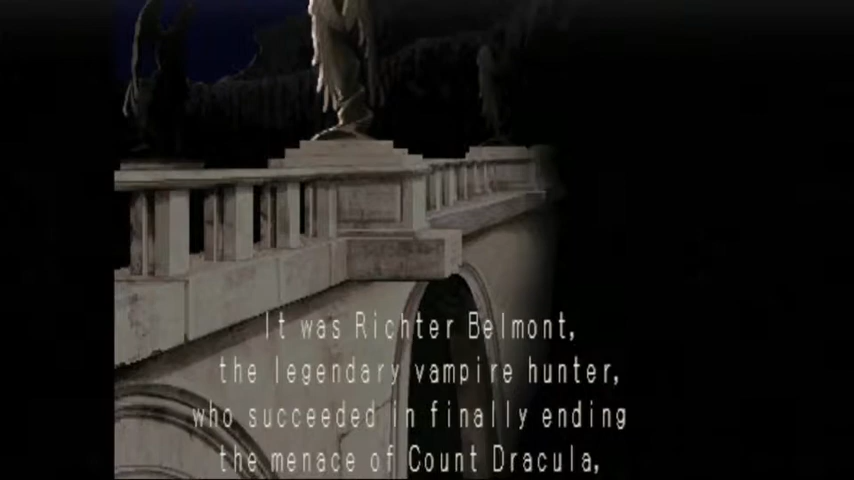 It was Richter Belmont,
the legendary vampire hunter,
who succeeded in finally ending
the menace of Count Dracula,